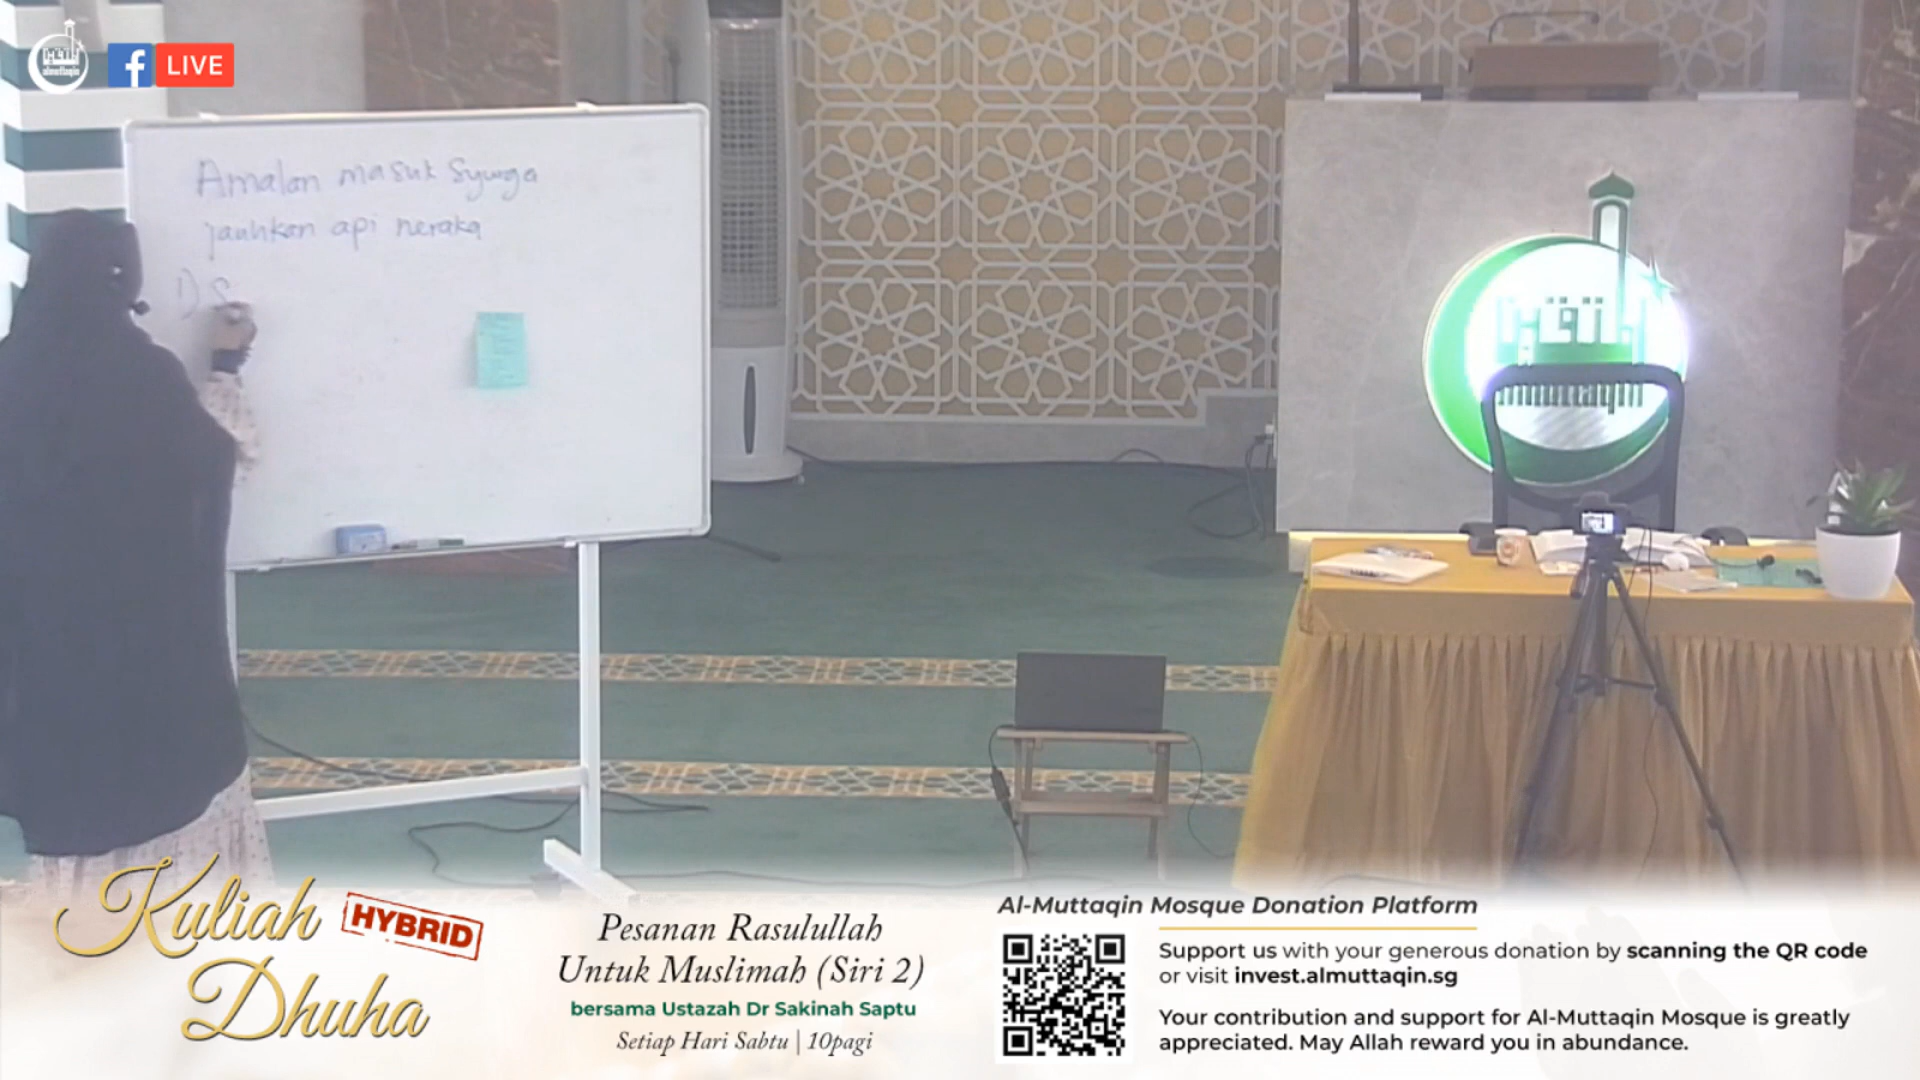 almuttaqin
f LIVE
Amalan masuk Syurga
jauhkan api neraka
1) S
almuttaqin
Kuliah
HYBRID
Dhuha
Pesanan Rasulullah
Untuk Muslimah (Siri 2)
bersama Ustazah Dr Sakinah Saptu
Setiap Hari Sabtu | 10pagi
Al-Muttaqin Mosque Donation Platform
Support us with your generous donation by scanning the QR code
or visit invest.almuttaqin.sg
Your contribution and support for Al-Muttaqin Mosque is greatly
appreciated. May Allah reward you in abundance.